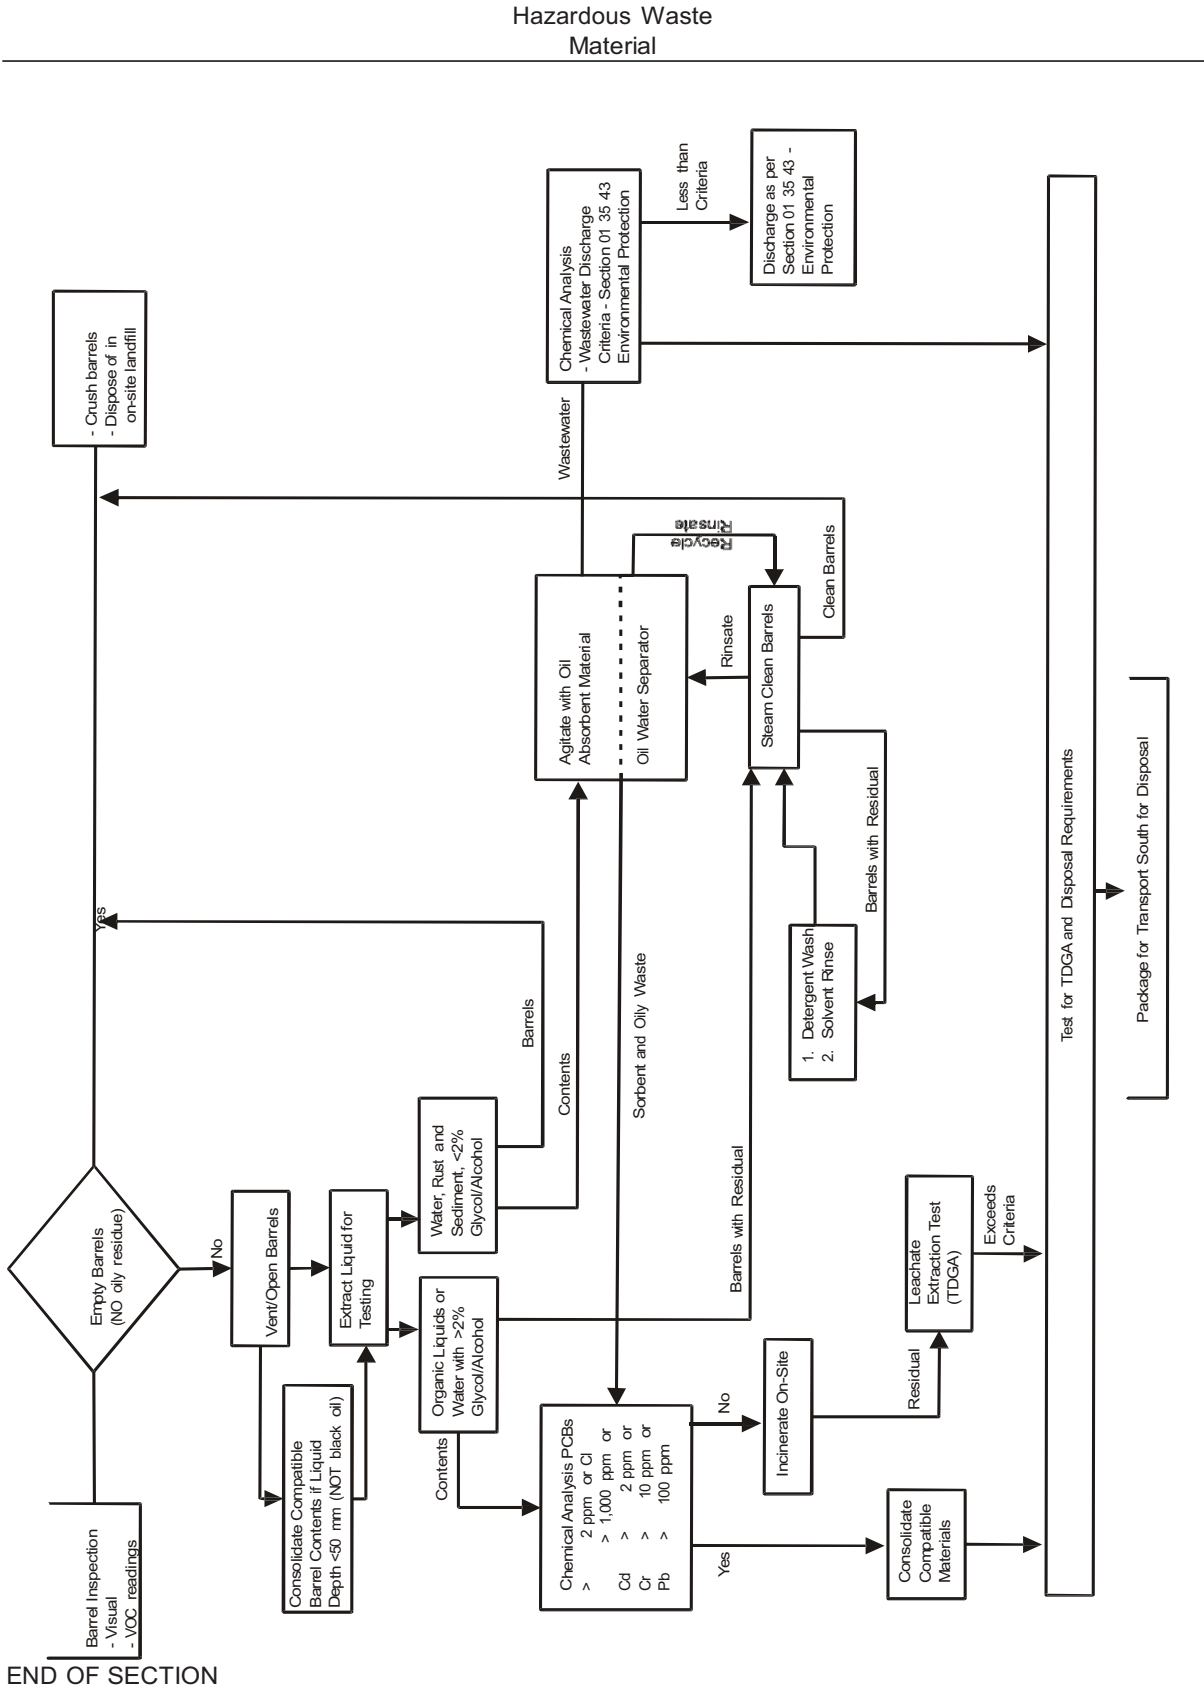 Hazardous Waste
Material
Barrel Inspection
- Visual
- VOC readings
Empty Barrels
(NO oily residue)
Yes
- Crush barrels
- Dispose of in
on-site landfill
No
Vent/Open Barrels
Consolidate Compatible
Barrel Contents if Liquid
Depth <50 mm (NOT black oil)
Extract Liquid for
Testing
Water, Rust and
Sediment, <2%
Glycol/Alcohol
Barrels
Contents
Organic Liquids or
Water with >2%
Glycol/Alcohol
Contents
Barrels with Residual
Agitate with Oil
Absorbent Material
Oil Water Separator
Wastewater
Chemical Analysis
- Wastewater Discharge
Criteria - Section 01 35 43
Environmental Protection
Less than
Criteria
Discharge as per
Section 01 35 43 -
Environmental
Protection
Recycle
Rinsate
Rinsate
Steam Clean Barrels
Clean Barrels
Barrels with Residual
1. Detergent Wash
2. Solvent Rinse
Sorbent and Oily Waste
Chemical Analysis PCBs
> 2 ppm or Cl
> 1,000 ppm or
Cd > 2 ppm or
Cr > 10 ppm or
Pb > 100 ppm
No
Incinerate On-Site
Residual
Leachate
Extraction Test
(TDGA)
Exceeds
Criteria
Yes
Consolidate
Compatible
Materials
Test for TDGA and Disposal Requirements
Package for Transport South for Disposal
END OF SECTION